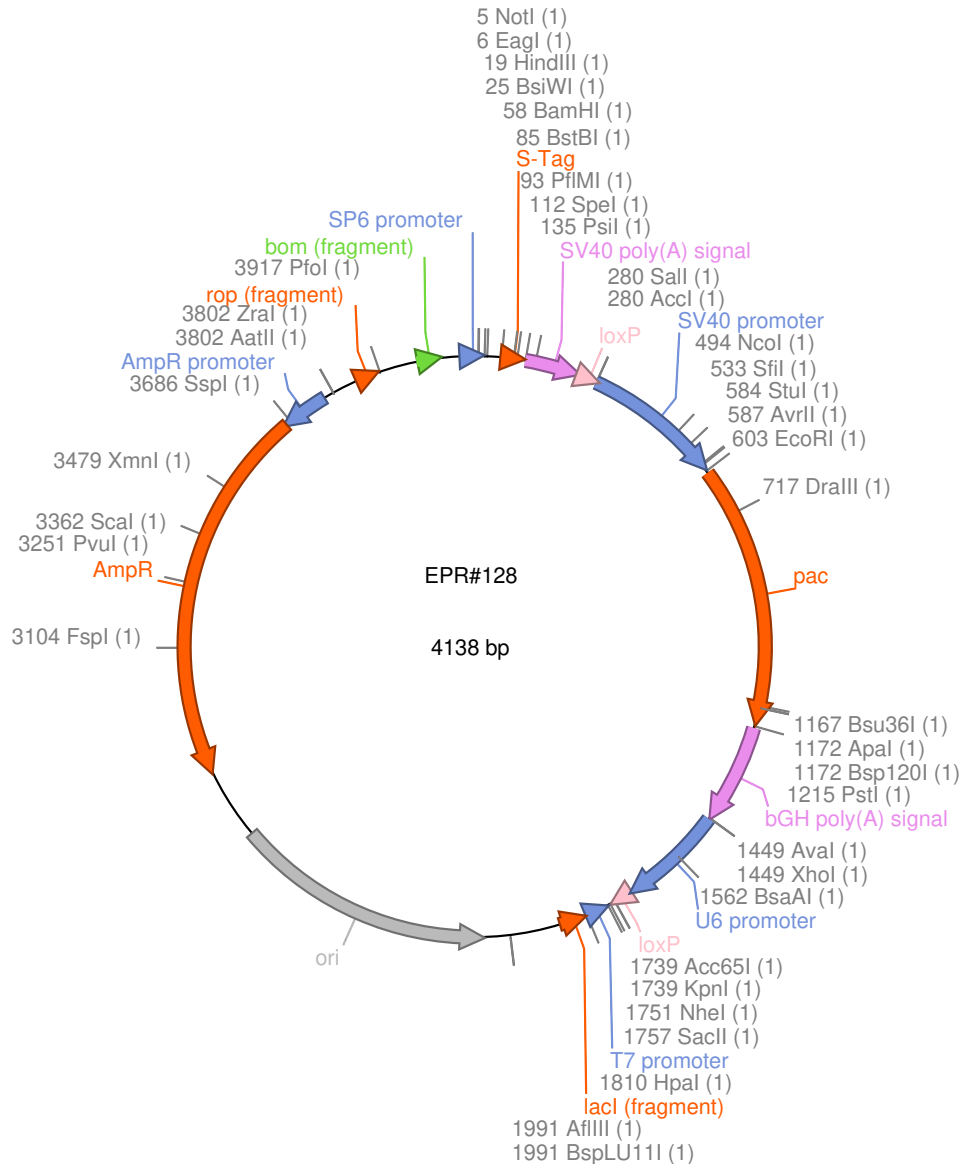 5 NotI (1)
6 EagI (1)
19 HindIII (1)
25 BsiWI (1)
58 BamHI (1)
85 BstBI (1)
S-Tag
93 PflMI (1)
112 SpeI (1)
135 PsiI (1)
SV40 poly(A) signal
280 SalI (1)
280 AccI (1)
loxP
SV40 promoter
494 NcoI (1)
533 SfiI (1)
584 StuI (1)
587 AvrII (1)
603 EcoRI (1)
717 DraIII (1)
pac
1167 Bsu36I (1)
1172 ApaI (1)
1172 Bsp120I (1)
1215 PstI (1)
bGH poly(A) signal
1449 AvaI (1)
1449 XhoI (1)
1562 BsaAI (1)
U6 promoter
loxP
1739 Acc65I (1)
1739 KpnI (1)
1751 NheI (1)
1757 SacII (1)
T7 promoter
1810 HpaI (1)
lacI (fragment)
1991 AflIII (1)
1991 BspLU11I (1)
ori
3104 FspI (1)
AmpR
3251 PvuI (1)
3362 ScaI (1)
3479 XmnI (1)
3686 SspI (1)
AmpR promoter
3802 AatII (1)
3802 ZraI (1)
rop (fragment)
3917 PfoI (1)
bom (fragment)
SP6 promoter
EPR#128
4138 bp